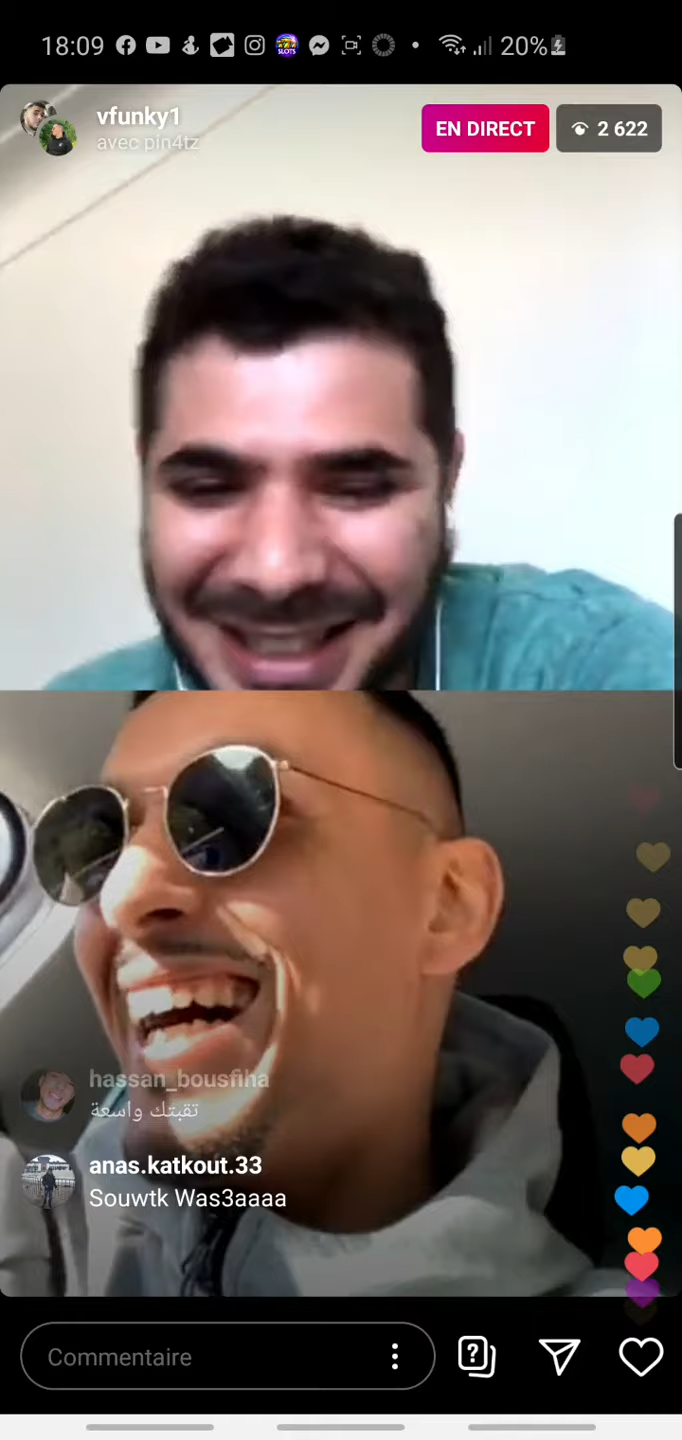 18:09
20%
vfunky1
avec pin4tz
EN DIRECT
2 622
hassan_bousfiha
تقبتك واسعة
anas.katkout.33
Souwtk Was3aaaa
Commentaire